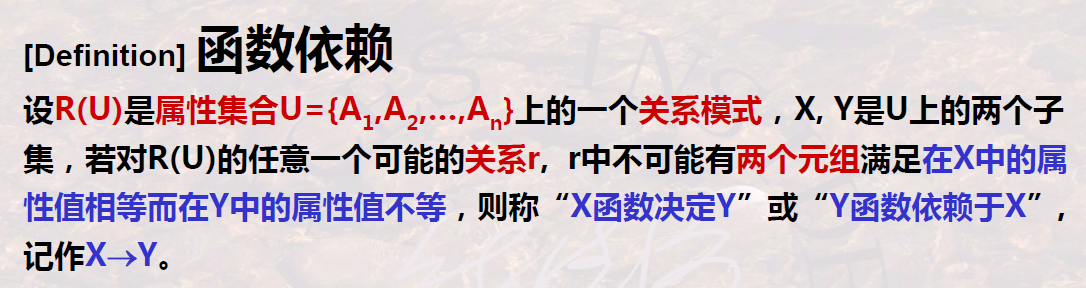 [Definition] 函数依赖
设R(U)是属性集合U={A1,A2,…,An}上的一个关系模式，X, Y是U上的两个子
集，若对R(U)的任意一个可能的关系r, r中不可能有两个元组满足在X中的属
性值相等而在Y中的属性值不等，则称“X函数决定Y”或“Y函数依赖于X”,
记作X→Y。